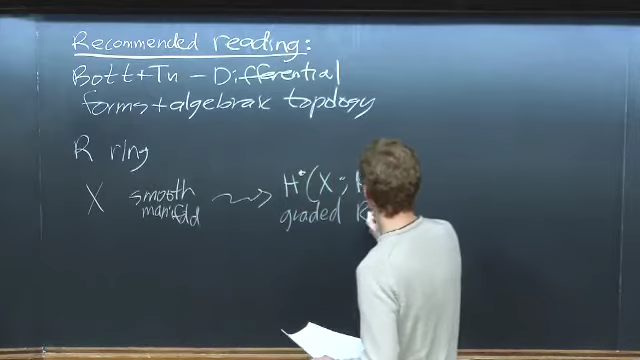 Recommended reading:
Bott + Tu - Differential
forms + algebraic topology
R ring
X smooth manifold ⇝ H•(X;
graded R